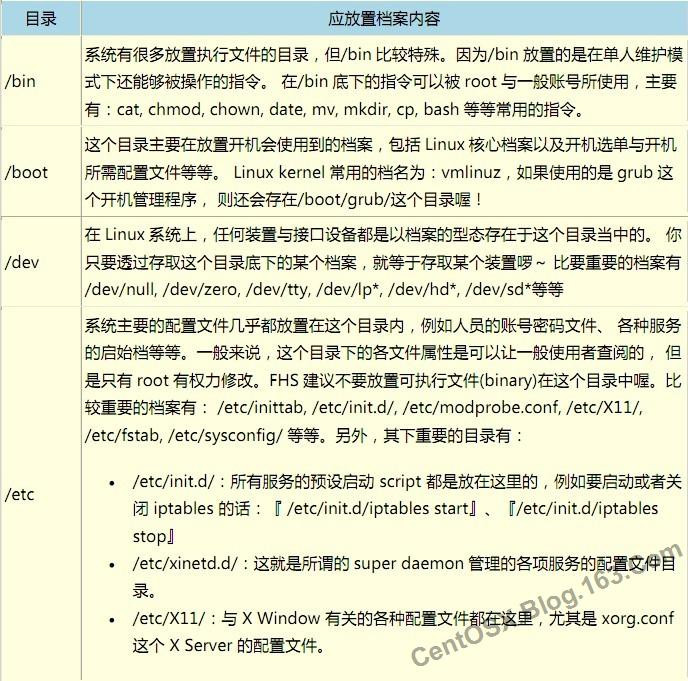 目录 应放置档案内容
/bin
系统有很多放置执行文件的目录，但/bin 比较特殊。因为/bin 放置的是在单人维护模
式下还能够被操作的指令。 在/bin 底下的指令可以被 root 与一般账号所使用，主要
有：cat, chmod, chown, date, mv, mkdir, cp, bash 等等常用的指令。
/boot
这个目录主要在放置开机会使用到的档案，包括 Linux 核心档案以及开机选单与开机
所需配置文件等等。 Linux kernel 常用的档名为：vmlinuz，如果使用的是 grub 这
个开机管理程序， 则还会存在/boot/grub/这个目录喔！
/dev
在 Linux 系统上，任何装置与接口设备都是以档案的型态存在于这个目录当中的。 你
只要透过存取这个目录底下的某个档案，就等于存取某个装置啰～ 比要重要的档案有
/dev/null, /dev/zero, /dev/tty, /dev/lp*, /dev/hd*, /dev/sd*等等
/etc
系统主要的配置文件几乎都放置在这个目录内，例如人员的账号密码文件、 各种服务
的启始档等等。一般来说，这个目录下的各文件属性是可以让一般使用者查阅的， 但
是只有 root 有权力修改。FHS 建议不要放置可执行文件(binary)在这个目录中喔。比
较重要的档案有： /etc/inittab, /etc/init.d/, /etc/modprobe.conf, /etc/X11/,
/etc/fstab, /etc/sysconfig/ 等等。另外，其下重要的目录有：
• /etc/init.d/：所有服务的预设启动 script 都是放在这里的，例如要启动或者关
闭 iptables 的话：『 /etc/init.d/iptables start』、『/etc/init.d/iptables
stop』
• /etc/xinetd.d/：这就是所谓的 super daemon 管理的各项服务的配置文件目
录。
• /etc/X11/：与 X Window 有关的各种配置文件都在这里，尤其是 xorg.conf
这个 X Server 的配置文件。
CentOSX.Blog.163.Com